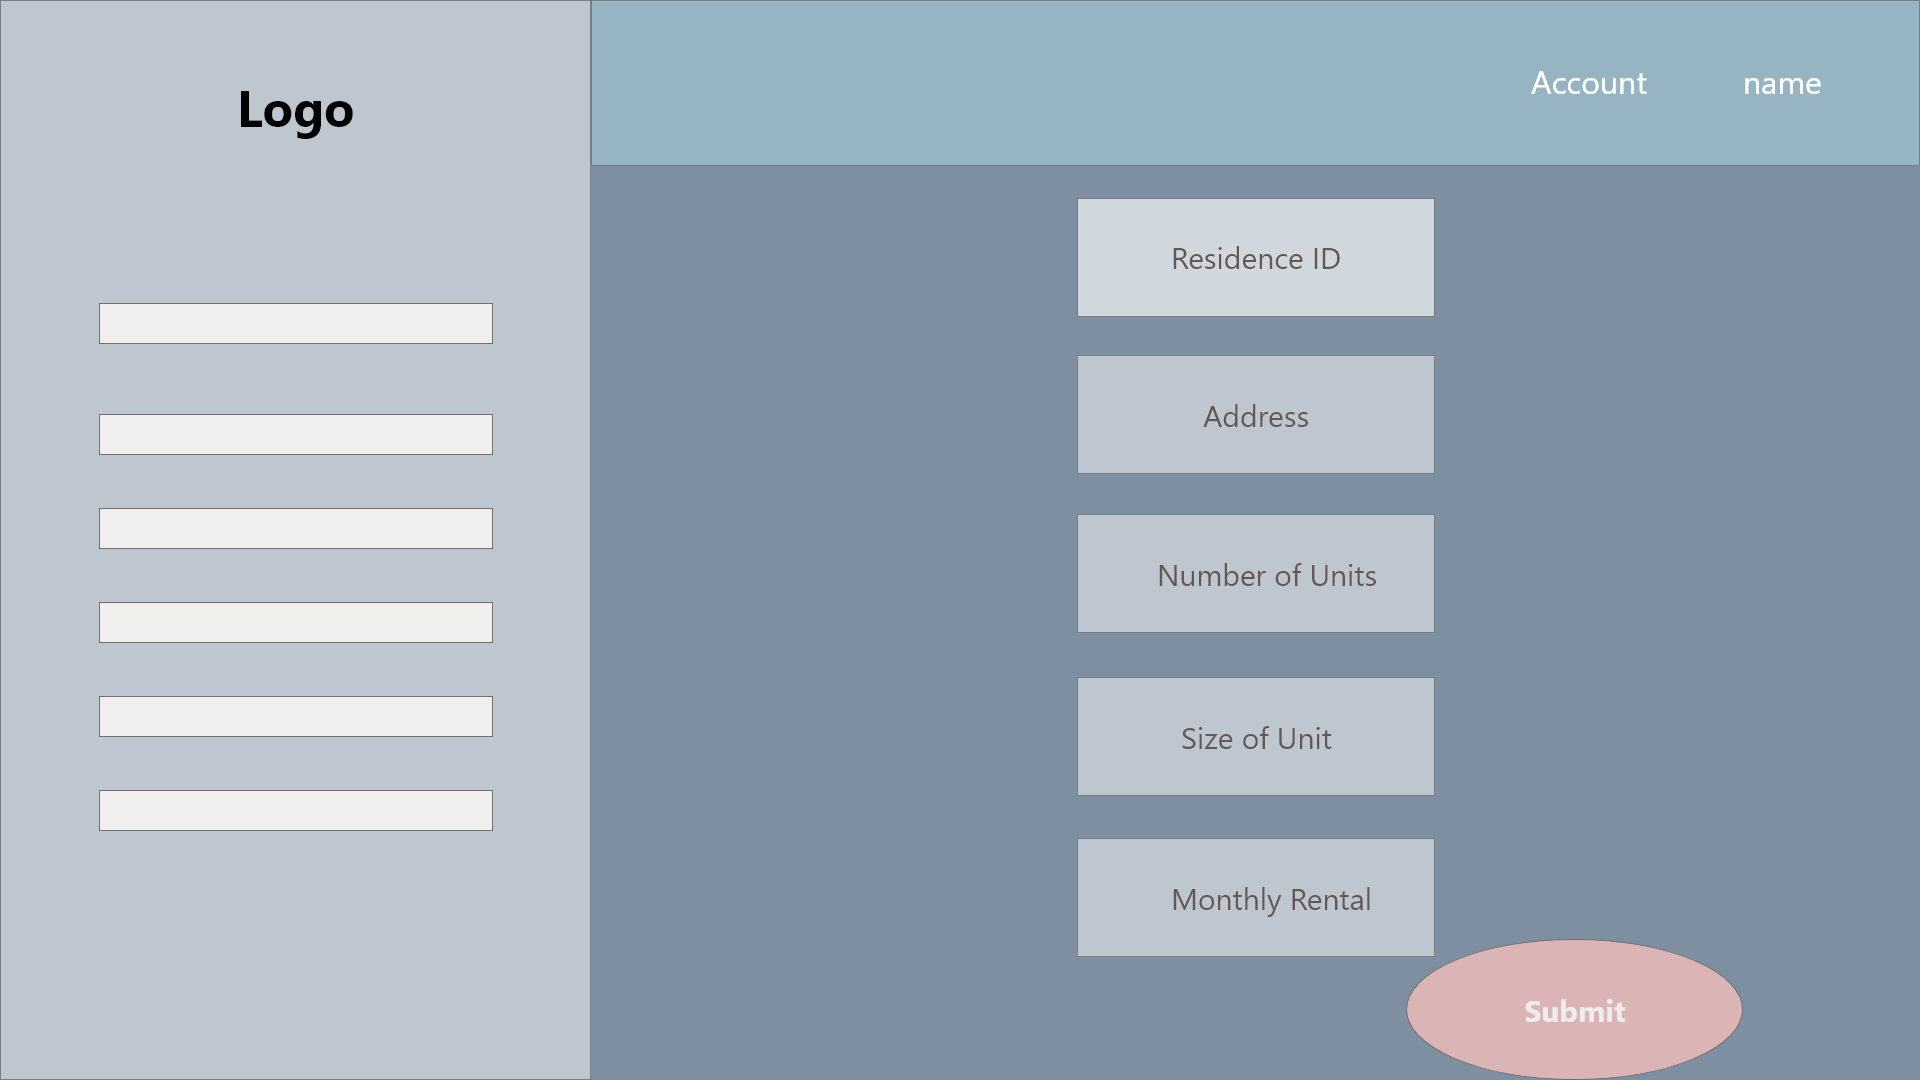 Logo
Account
name
Residence ID
Address
Number of Units
Size of Unit
Monthly Rental
Submit